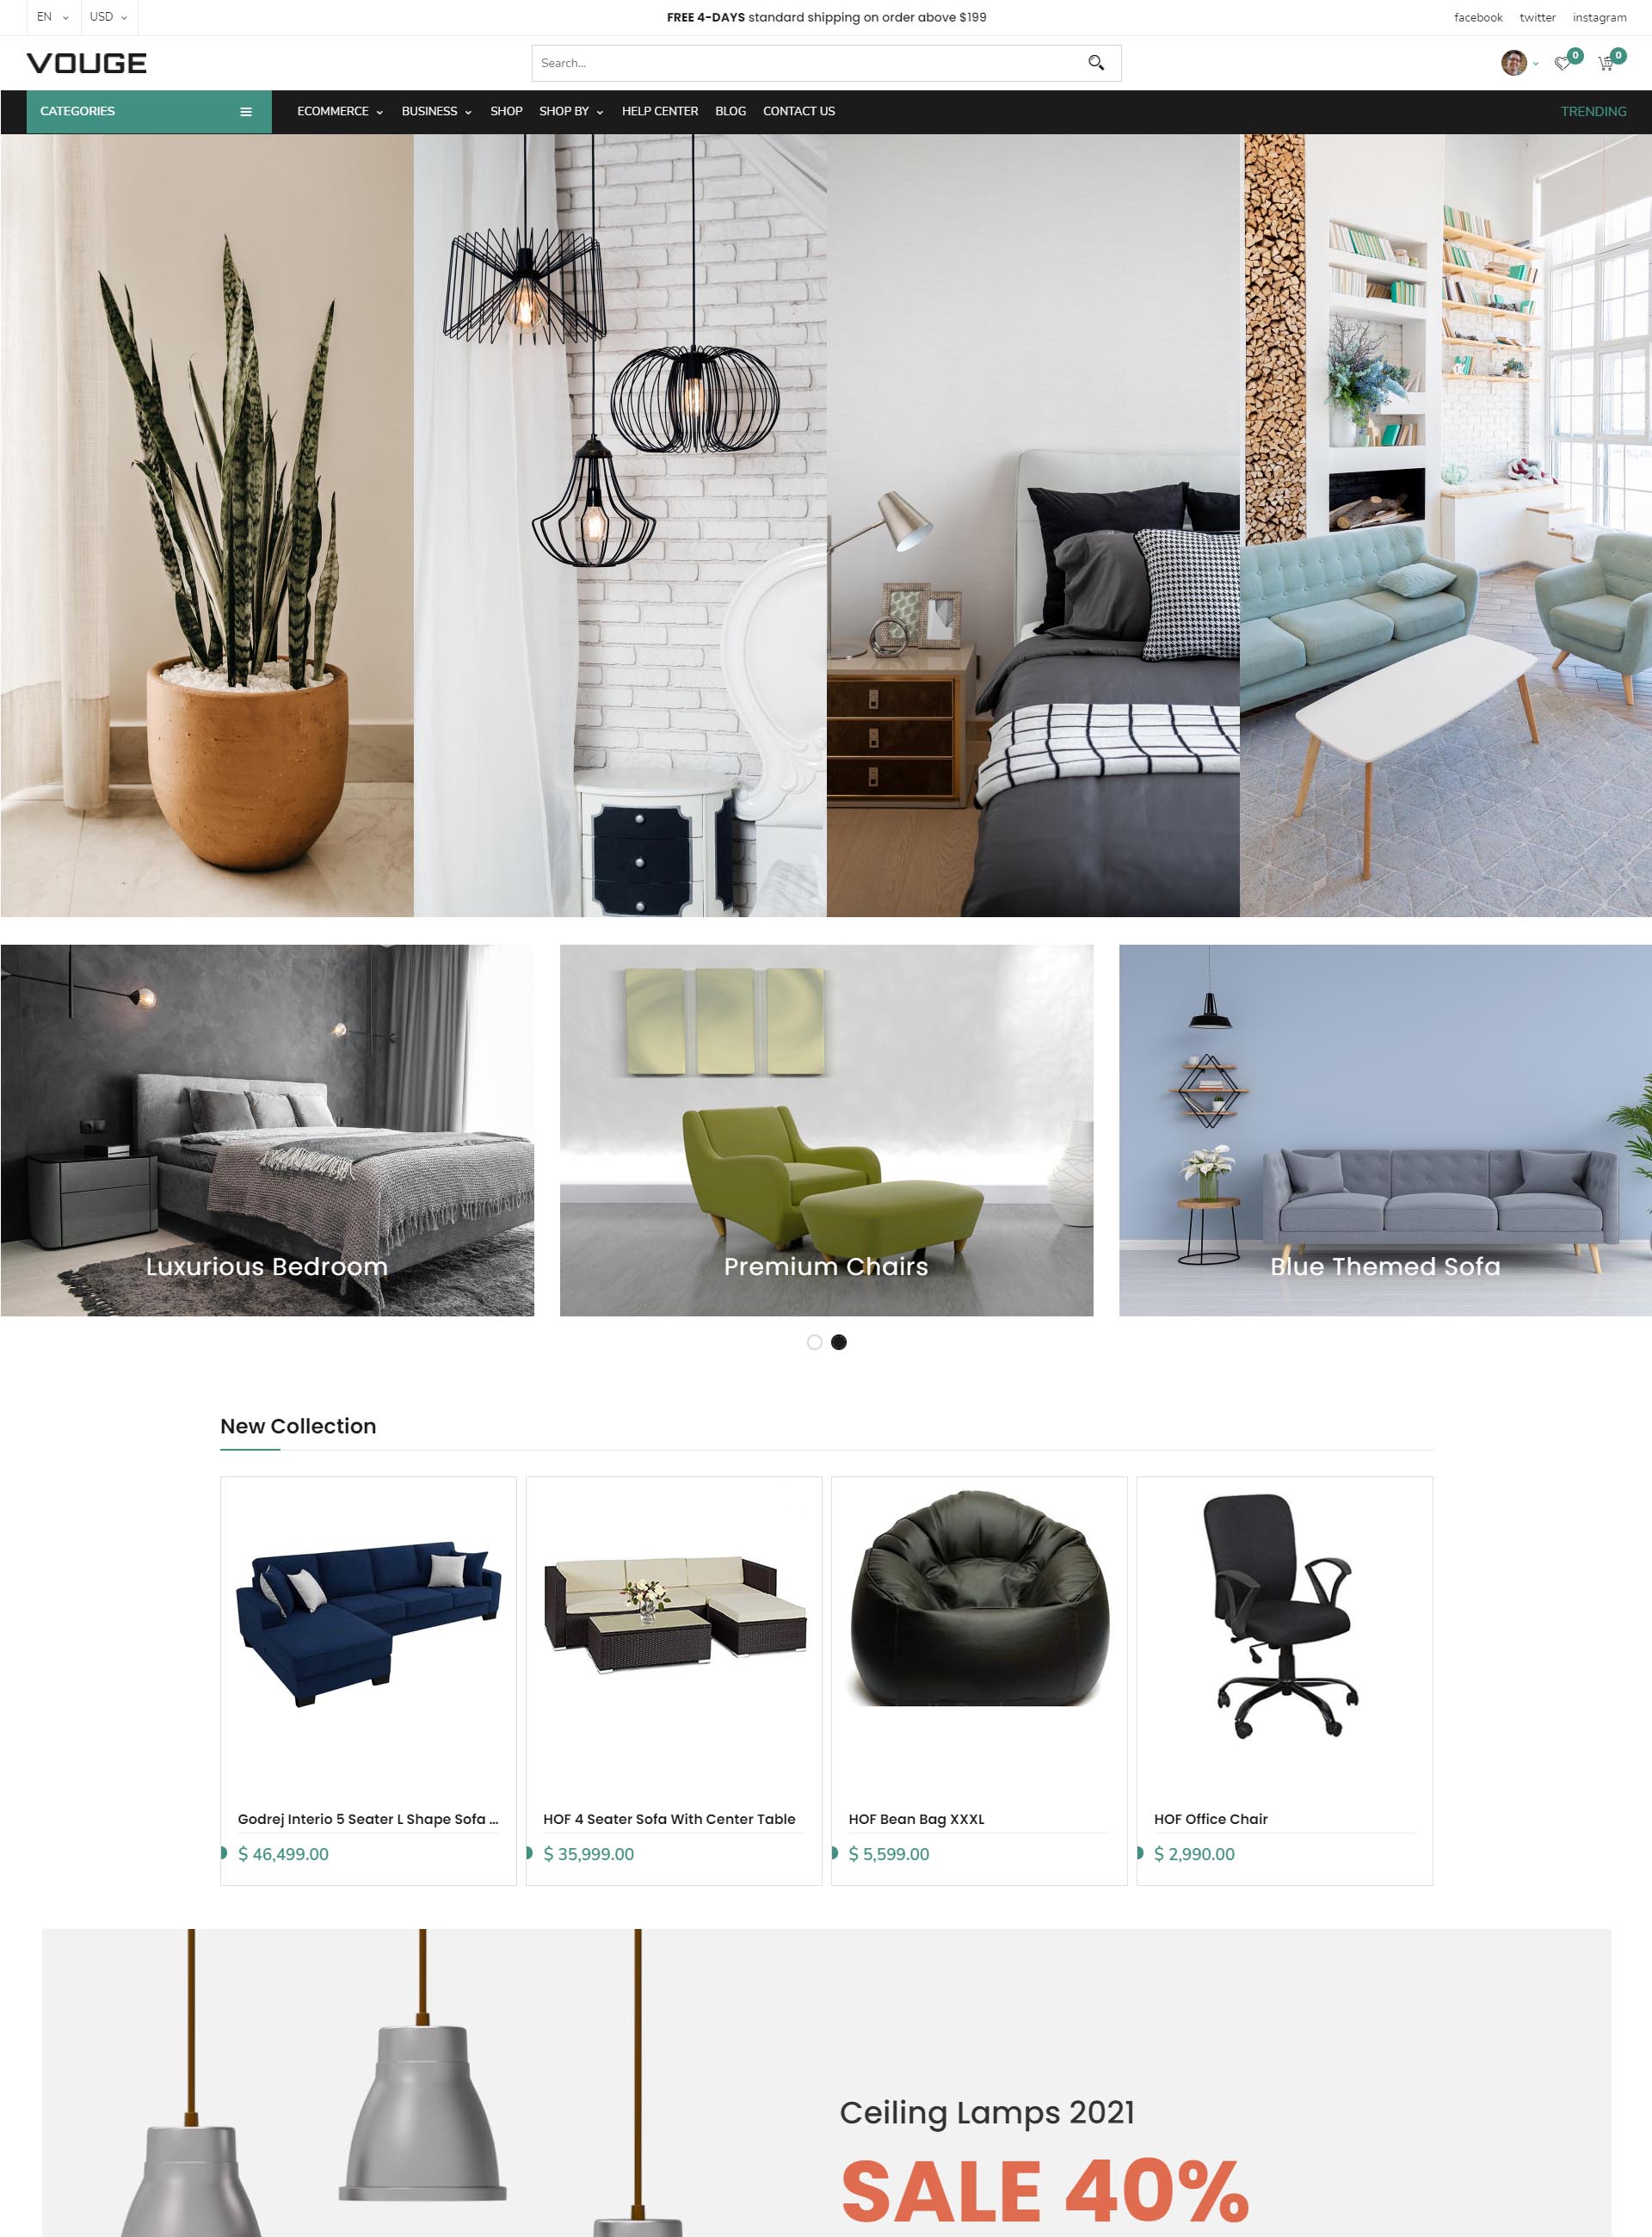 EN USD FREE 4-DAYS standard shipping on order above $199 facebook twitter instagram
VOUGE Search... 0 0
CATEGORIES ECOMMERCE BUSINESS SHOP SHOP BY HELP CENTER BLOG CONTACT US TRENDING
Luxurious Bedroom Premium Chairs Blue Themed Sofa
New Collection
Godrej Interio 5 Seater L Shape Sofa ... HOF 4 Seater Sofa With Center Table HOF Bean Bag XXXL HOF Office Chair
$ 46,499.00 $ 35,999.00 $ 5,599.00 $ 2,990.00
Ceiling Lamps 2021
SALE 40%